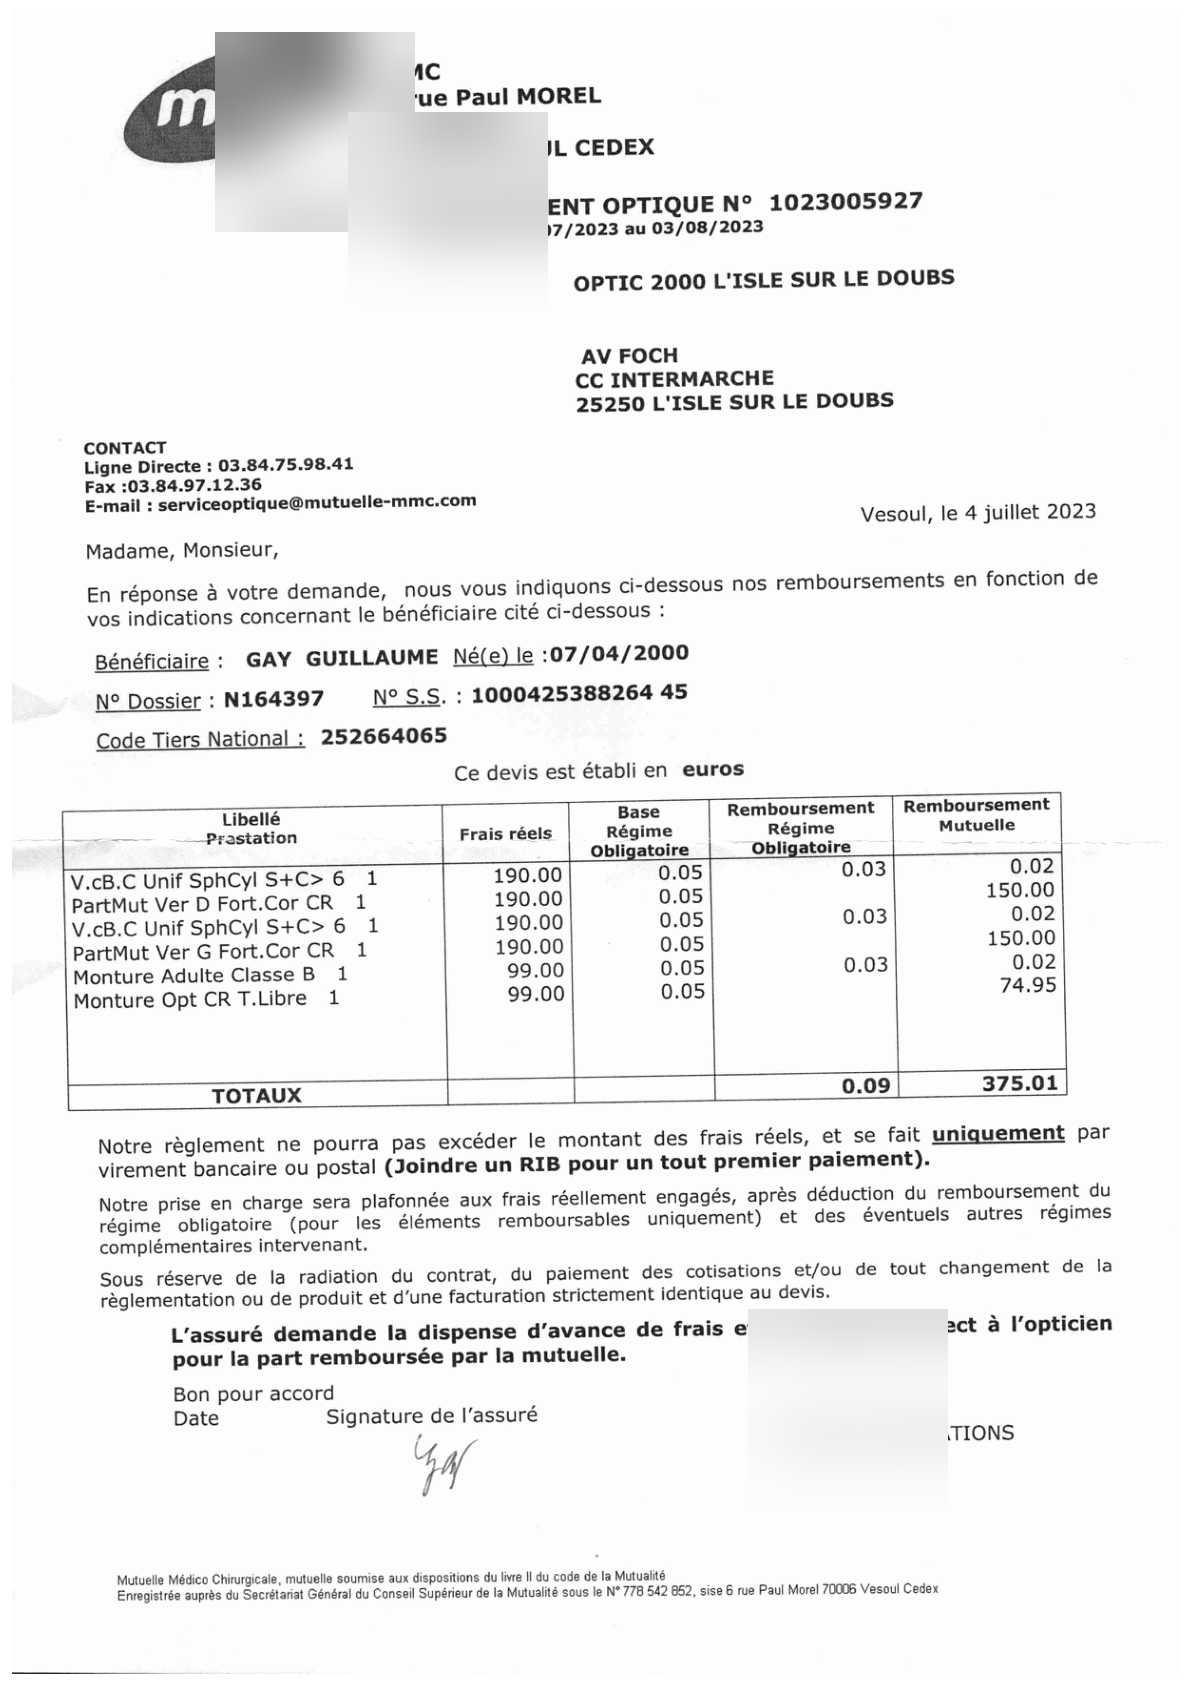 m
MC
rue Paul MOREL
CEDEX
OPTIQUE N° 1023005927
07/2023 au 03/08/2023
OPTIC 2000 L'ISLE SUR LE DOUBS
AV FOCH
CC INTERMARCHE
25250 L'ISLE SUR LE DOUBS
CONTACT
Ligne Directe : 03.84.75.98.41
Fax :03.84.97.12.36
E-mail : serviceoptique@mutuelle-mmc.com
Vesoul, le 4 juillet 2023
Madame, Monsieur,
En réponse à votre demande, nous vous indiquons ci-dessous nos remboursements en fonction de
vos indications concernant le bénéficiaire cité ci-dessous :
Bénéficiaire : GAY GUILLAUME Né(e) le :07/04/2000
N° Dossier : N164397 N° S.S. : 1000425388264 45
Code Tiers National : 252664065
Ce devis est établi en euros
Libellé Prestation Frais réels Base Régime Obligatoire Remboursement Régime Obligatoire Remboursement Mutuelle
V.cB.C Unif SphCyl S+C> 6 1 190.00 0.05 0.03 0.02
PartMut Ver D Fort.Cor CR 1 190.00 0.05 150.00
V.cB.C Unif SphCyl S+C> 6 1 190.00 0.05 0.03 0.02
PartMut Ver G Fort.Cor CR 1 190.00 0.05 150.00
Monture Adulte Classe B 1 99.00 0.05 0.03 0.02
Monture Opt CR T.Libre 1 99.00 0.05 74.95
TOTAUX 0.09 375.01
Notre règlement ne pourra pas excéder le montant des frais réels, et se fait uniquement par
virement bancaire ou postal (Joindre un RIB pour un tout premier paiement).
Notre prise en charge sera plafonnée aux frais réellement engagés, après déduction du remboursement du
régime obligatoire (pour les éléments remboursables uniquement) et des éventuels autres régimes
complémentaires intervenant.
Sous réserve de la radiation du contrat, du paiement des cotisations et/ou de tout changement de la
règlementation ou de produit et d'une facturation strictement identique au devis.
L'assuré demande la dispense d'avance de frais à l'opticien
pour la part remboursée par la mutuelle.
Bon pour accord
Date Signature de l'assuré
Mutuelle Médico Chirurgicale, mutuelle soumise aux dispositions du livre II du code de la Mutualité
Enregistrée auprès du Secrétariat Général du Conseil Supérieur de la Mutualité sous le N° 778 542 852, sise 6 rue Paul Morel 70006 Vesoul Cedex